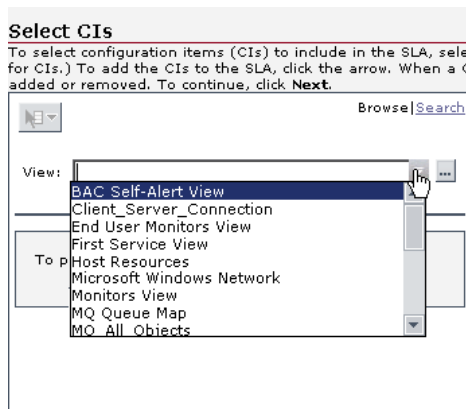 Select CIs
To select configuration items (CIs) to include in the SLA, sele
for CIs.) To add the CIs to the SLA, click the arrow. When a
added or removed. To continue, click Next.
Browse|Search
View:
...
BAC Self-Alert View
Client_Server_Connection
End User Monitors View
First Service View
To p
Host Resources
Microsoft Windows Network
Monitors View
MQ Queue Map
MQ_All_Objects